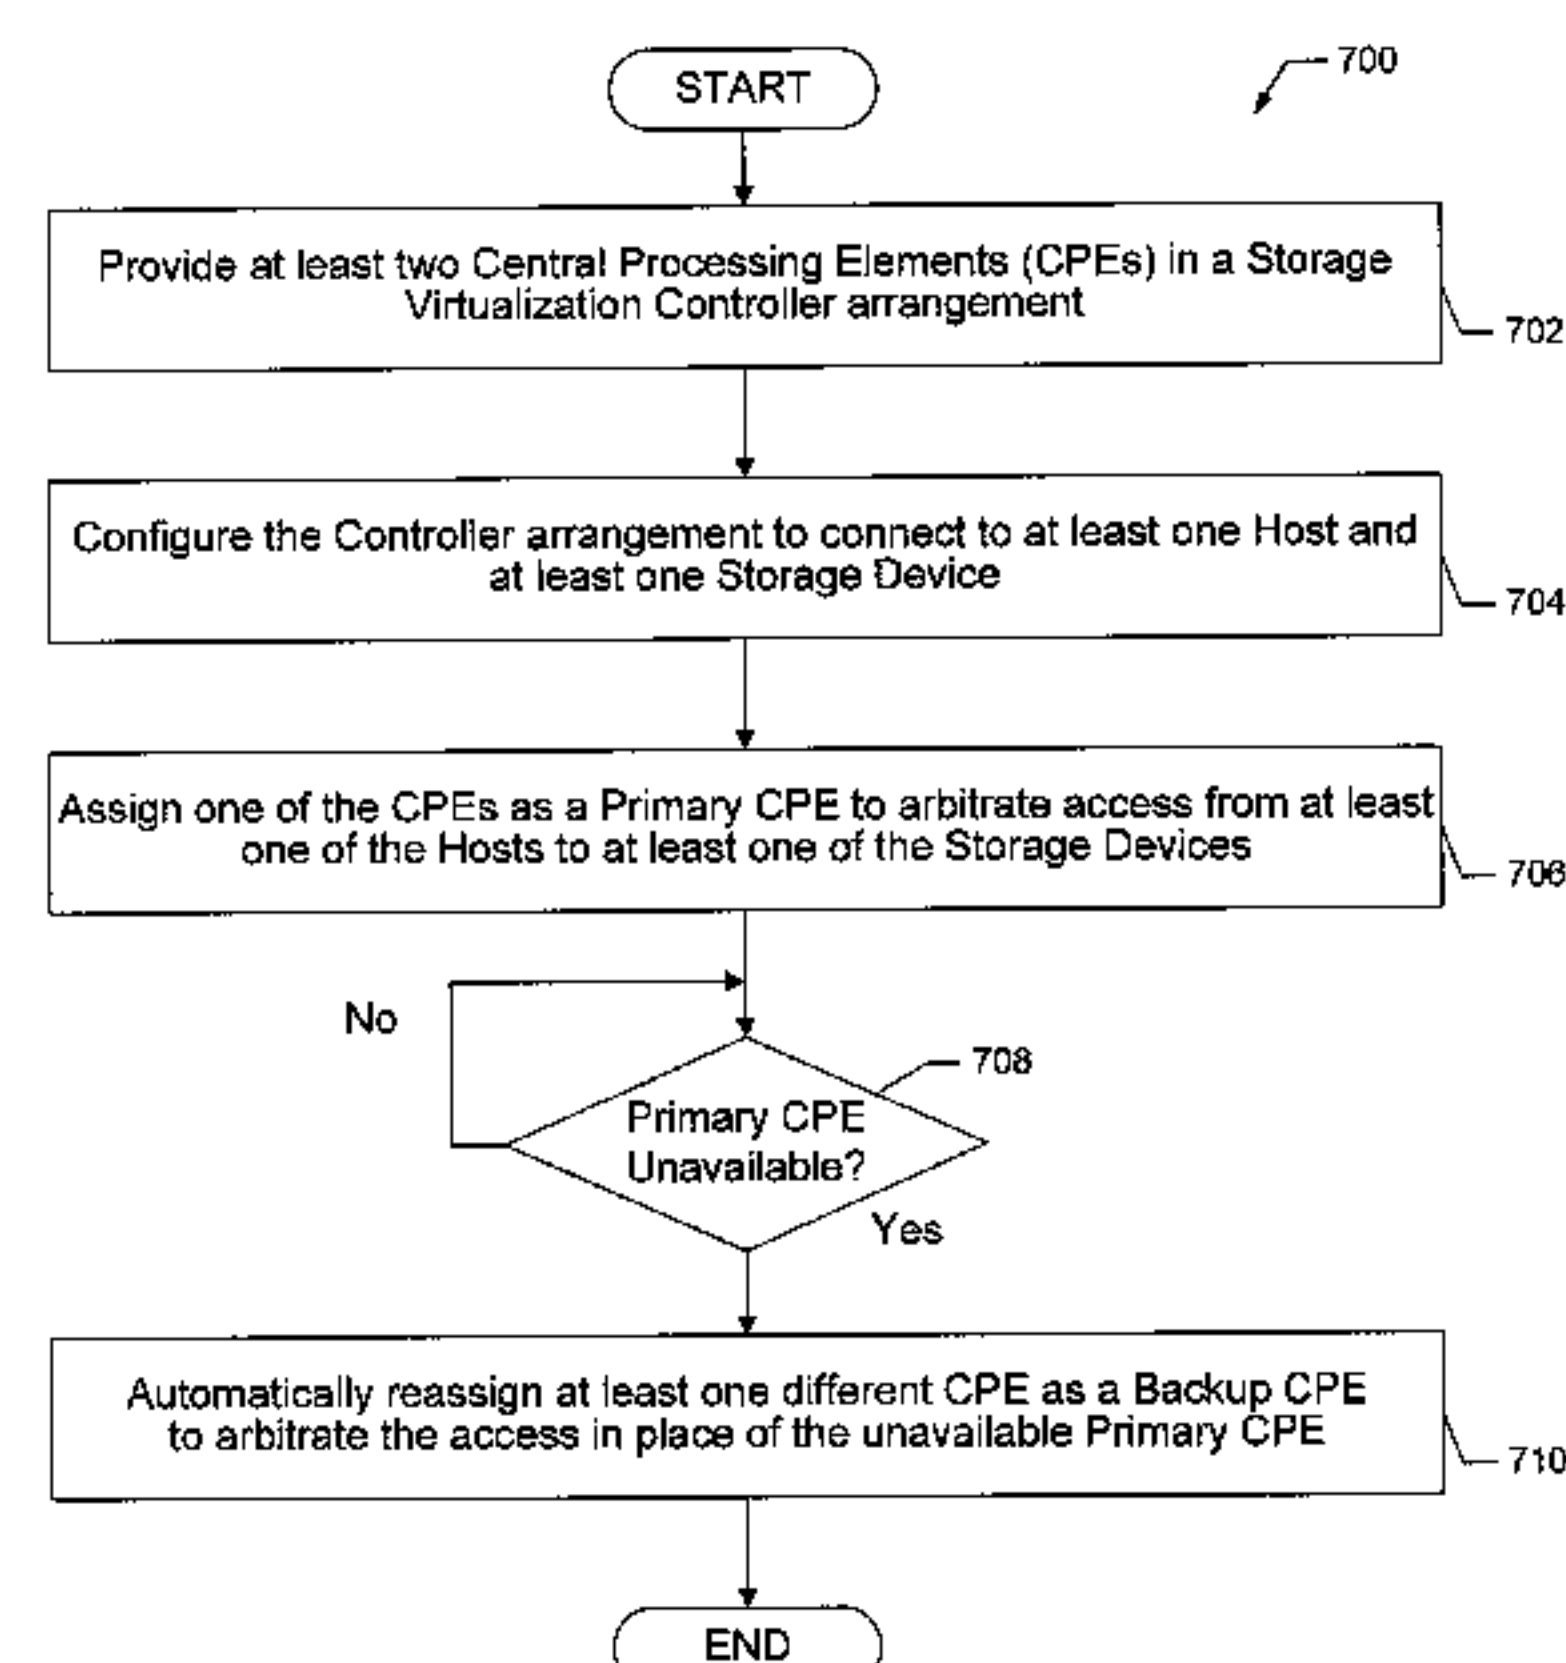 START
700
Provide at least two Central Processing Elements (CPEs) in a Storage
Virtualization Controller arrangement
702
Configure the Controller arrangement to connect to at least one Host and
at least one Storage Device
704
Assign one of the CPEs as a Primary CPE to arbitrate access from at least
one of the Hosts to at least one of the Storage Devices
706
No
708
Primary CPE
Unavailable?
Yes
Automatically reassign at least one different CPE as a Backup CPE
to arbitrate the access in place of the unavailable Primary CPE
710
END